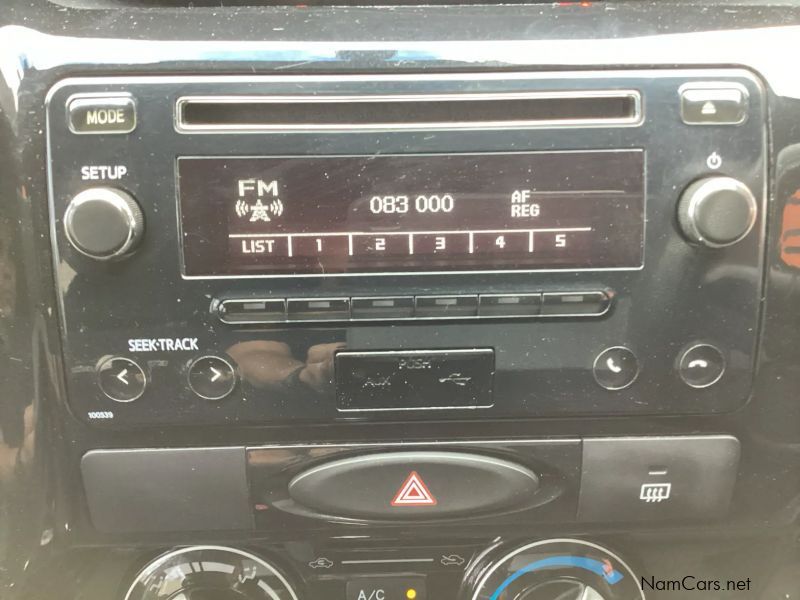 MODE
SETUP
FM
083 000
AF
REG
LIST 1 2 3 4 5
SEEK•TRACK
PUSH
AUX
100539
A/C
NamCars.net